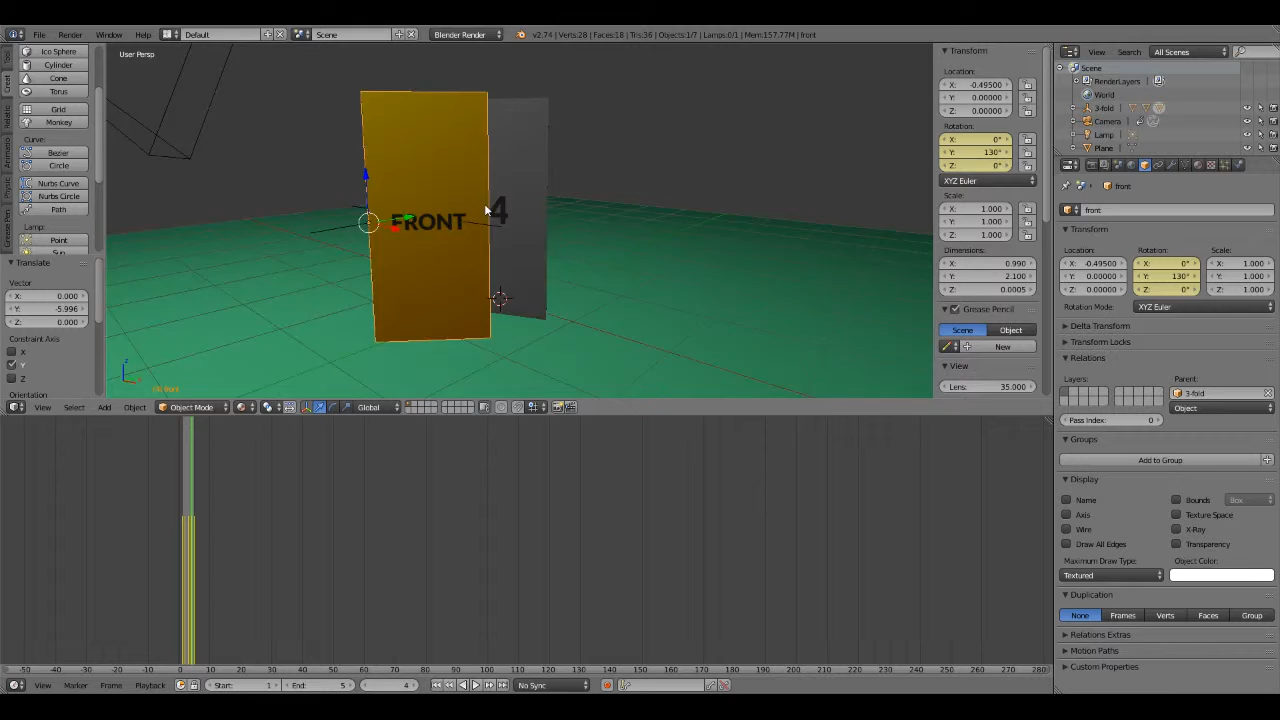 File Render Window Help Default Scene Blender Render v2.74 | Verts:28 | Faces:18 | Tris:36 | Objects:1/7 | Lamps:0/1 | Mem:157.77M | front
Ico Sphere
Cylinder
Cone
Torus
Grid
Monkey
Curve:
Bezier
Circle
Nurbs Curve
Nurbs Circle
Path
Lamp:
Point
Sun
Translate
Vector
X: 0.000
Y: -5.996
Z: 0.000
Constraint Axis
X
Y
Z
Orientation
User Persp
FRONT
4
Transform
Location:
X: -0.49500
Y: 0.00000
Z: 0.00000
Rotation:
X: 0°
Y: 130°
Z: 0°
XYZ Euler
Scale:
X: 1.000
Y: 1.000
Z: 1.000
Dimensions:
X: 0.990
Y: 2.100
Z: 0.0005
Grease Pencil
Scene Object
New
View
Lens: 35.000
View Select Add Object Object Mode Global
View Search All Scenes
Scene
RenderLayers
World
3-fold
Camera
Lamp
Plane
front
front
Transform
Location: Rotation: Scale:
X: -0.49500 X: 0° X: 1.000
Y: 0.00000 Y: 130° Y: 1.000
Z: 0.00000 Z: 0° Z: 1.000
Rotation Mode: XYZ Euler
Delta Transform
Transform Locks
Relations
Layers: Parent:
3-fold
Object
Pass Index: 0
Groups
Add to Group
Display
Name Bounds Box
Axis Texture Space
Wire X-Ray
Draw All Edges Transparency
Maximum Draw Type: Object Color:
Textured
Duplication
None Frames Verts Faces Group
Relations Extras
Motion Paths
Custom Properties
-50 -40 -30 -20 -10 0 10 20 30 40 50 60 70 80 90 100 110 120 130 140 150 160 170 180 190 200 210 220 230 240 250 260 270 280
View Marker Frame Playback Start: 1 End: 5 4 No Sync